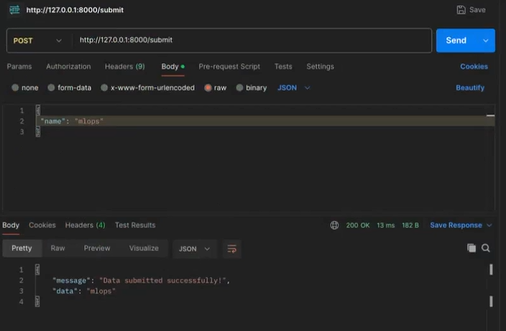 http://127.0.0.1:8000/submit
Save
POST http://127.0.0.1:8000/submit Send
Params Authorization Headers (9) Body Pre-request Script Tests Settings Cookies
none form-data x-www-form-urlencoded raw binary JSON Beautify
1 {
2 "name": "mlops"
3 }
Body Cookies Headers (4) Test Results 200 OK 13 ms 182 B Save Response
Pretty Raw Preview Visualize JSON
1 {
2 "message": "Data submitted successfully!",
3 "data": "mlops"
4 }